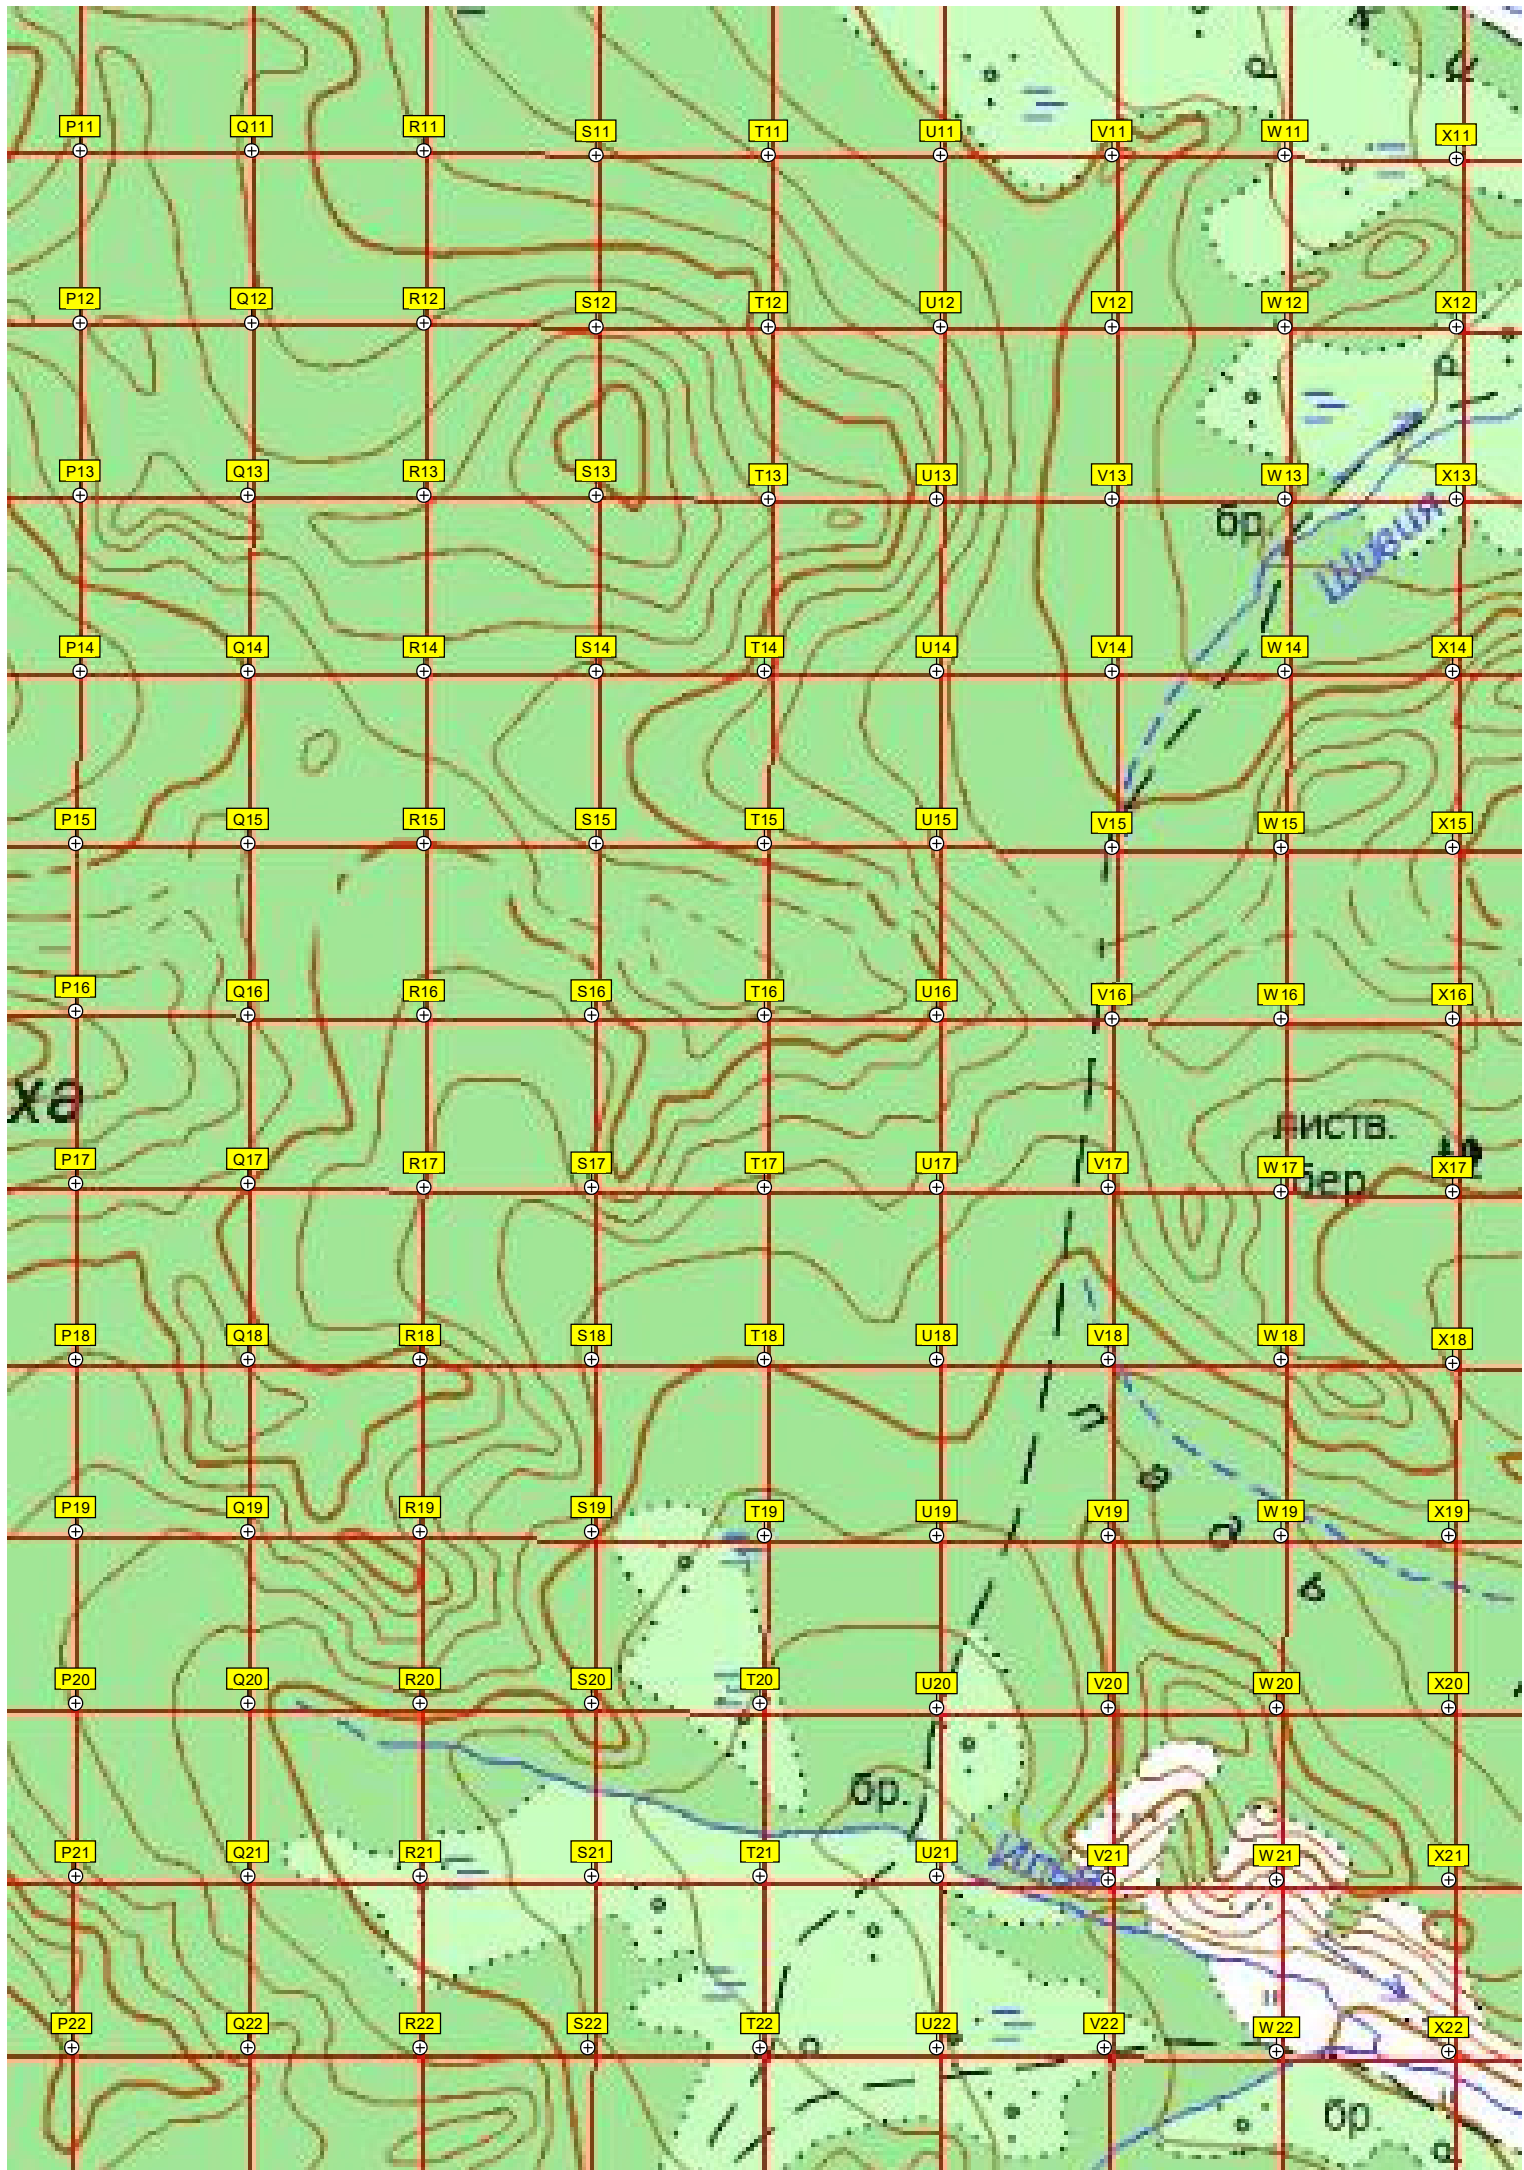 P11 Q11 R11 S11 T11 U11 V11 W11 X11
P12 Q12 R12 S12 T12 U12 V12 W12 X12
P13 Q13 R13 S13 T13 U13 V13 W13 X13
бр.
Шивия
P14 Q14 R14 S14 T14 U14 V14 W14 X14
P15 Q15 R15 S15 T15 U15 V15 W15 X15
P16 Q16 R16 S16 T16 U16 V16 W16 X16
ха
листв.
P17 Q17 R17 S17 T17 U17 V17 W17 X17
бер.
P18 Q18 R18 S18 T18 U18 V18 W18 X18
P19 Q19 R19 S19 T19 U19 V19 W19 X19
P20 Q20 R20 S20 T20 U20 V20 W20 X20
бр.
P21 Q21 R21 S21 T21 U21 V21 W21 X21
P22 Q22 R22 S22 T22 U22 V22 W22 X22
бр.